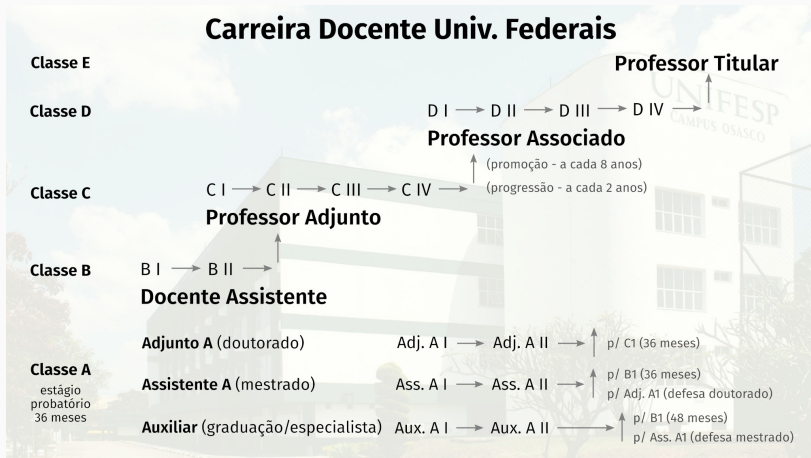 Carreira Docente Univ. Federais
Classe E
Professor Titular
Classe D
D I → D II → D III → D IV →
Professor Associado
(promoção - a cada 8 anos)
Classe C
C I → C II → C III → C IV →
(progressão - a cada 2 anos)
Professor Adjunto
Classe B
B I → B II →
Docente Assistente
Adjunto A (doutorado)
Adj. A I → Adj. A II →
p/ C1 (36 meses)
Classe A
estágio
probatório
36 meses
Assistente A (mestrado)
Ass. A I → Ass. A II →
p/ B1 (36 meses)
p/ Adj. A1 (defesa doutorado)
Auxiliar (graduação/especialista)
Aux. A I → Aux. A II →
p/ B1 (48 meses)
p/ Ass. A1 (defesa mestrado)
UNIFESP
CAMPUS OSASCO